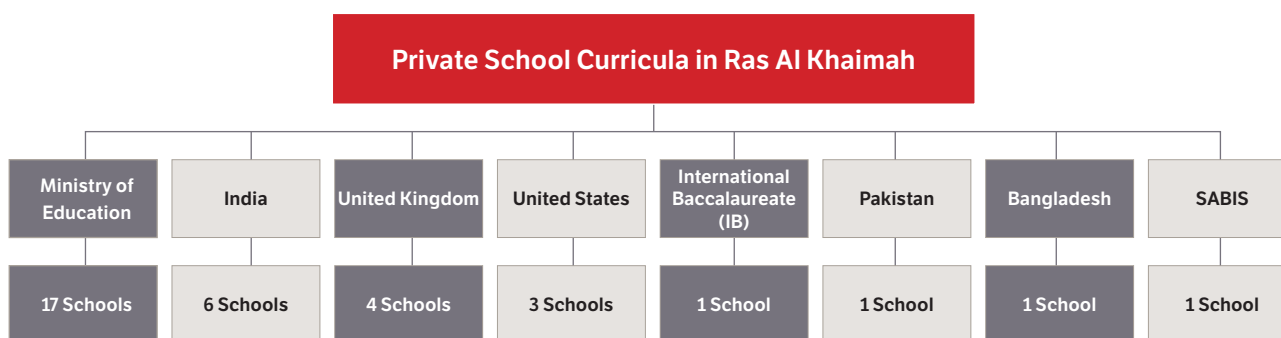 Private School Curricula in Ras Al Khaimah
Ministry of
Education
India
United Kingdom
United States
International
Baccalaureate
(IB)
Pakistan
Bangladesh
SABIS
17 Schools
6 Schools
4 Schools
3 Schools
1 School
1 School
1 School
1 School